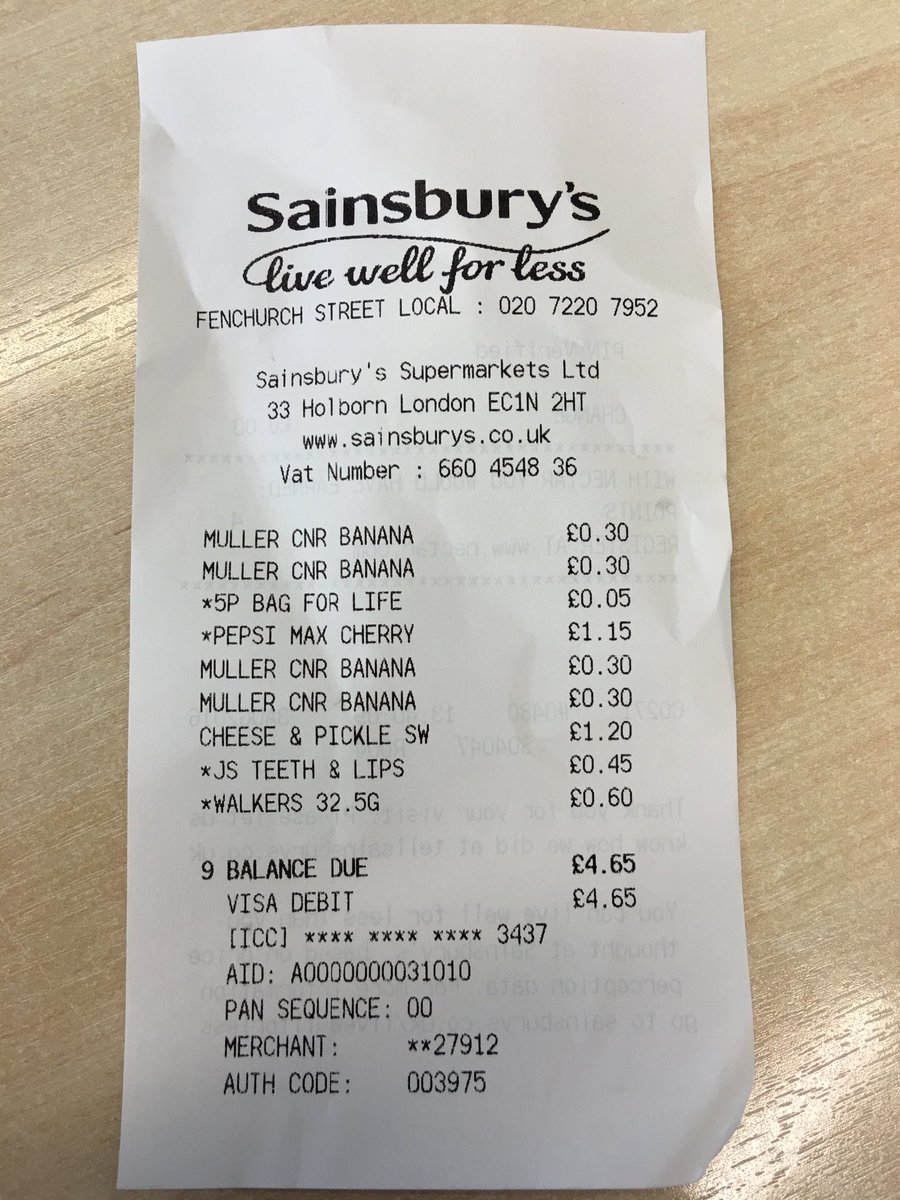 Sainsbury's
live well for less
FENCHURCH STREET LOCAL : 020 7220 7952
Sainsbury's Supermarkets Ltd
33 Holborn London EC1N 2HT
www.sainsburys.co.uk
Vat Number : 660 4548 36
MULLER CNR BANANA £0.30
MULLER CNR BANANA £0.30
*5P BAG FOR LIFE £0.05
*PEPSI MAX CHERRY £1.15
MULLER CNR BANANA £0.30
MULLER CNR BANANA £0.30
CHEESE & PICKLE SW £1.20
*JS TEETH & LIPS £0.45
*WALKERS 32.5G £0.60
9 BALANCE DUE £4.65
VISA DEBIT £4.65
[ICC] **** **** **** 3437
AID: A0000000031010
PAN SEQUENCE: 00
MERCHANT: **27912
AUTH CODE: 003975